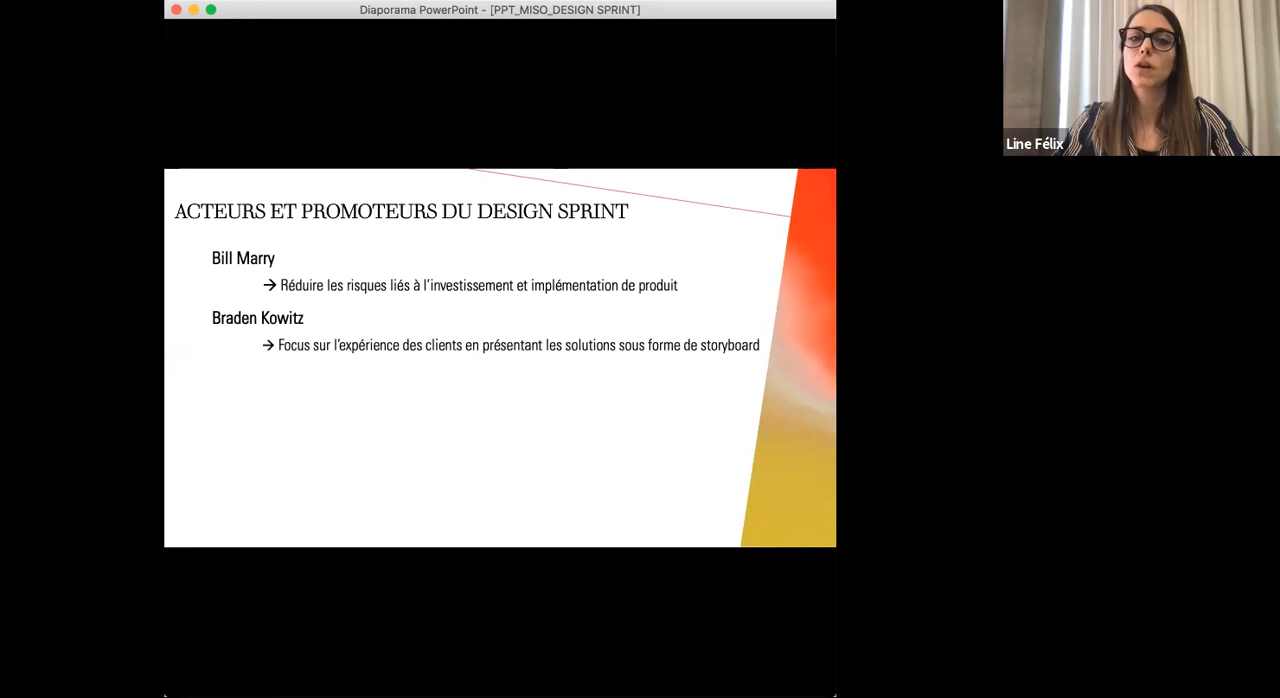 Diaporama PowerPoint - [PPT_MISO_DESIGN SPRINT]
Line Félix
ACTEURS ET PROMOTEURS DU DESIGN SPRINT
Bill Marry
→ Réduire les risques liés à l’investissement et implémentation de produit
Braden Kowitz
→ Focus sur l’expérience des clients en présentant les solutions sous forme de storyboard